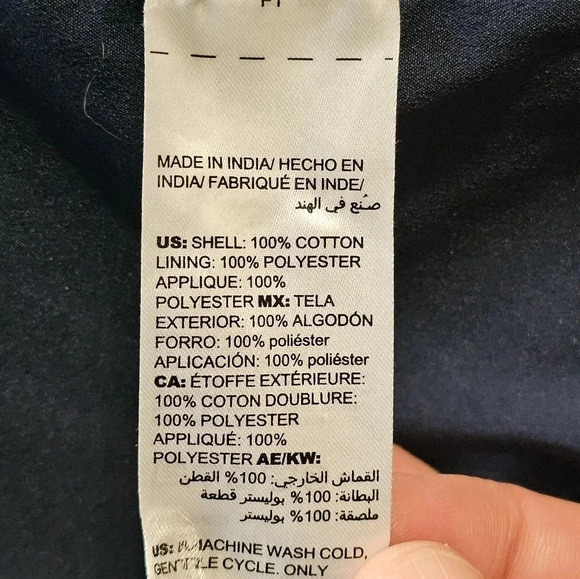 MADE IN INDIA/ HECHO EN
INDIA/ FABRIQUÉ EN INDE/
صُنع في الهند
US: SHELL: 100% COTTON
LINING: 100% POLYESTER
APPLIQUE: 100%
POLYESTER MX: TELA
EXTERIOR: 100% ALGODÓN
FORRO: 100% poliéster
APLICACIÓN: 100% poliéster
CA: ÉTOFFE EXTÉRIEURE:
100% COTON DOUBLURE:
100% POLYESTER
APPLIQUÉ: 100%
POLYESTER AE/KW:
القماش الخارجي: 100% القطن
البطانة: 100% بوليستر قطعة
ملصقة: 100% بوليستر
US: MACHINE WASH COLD,
GENTLE CYCLE. ONLY